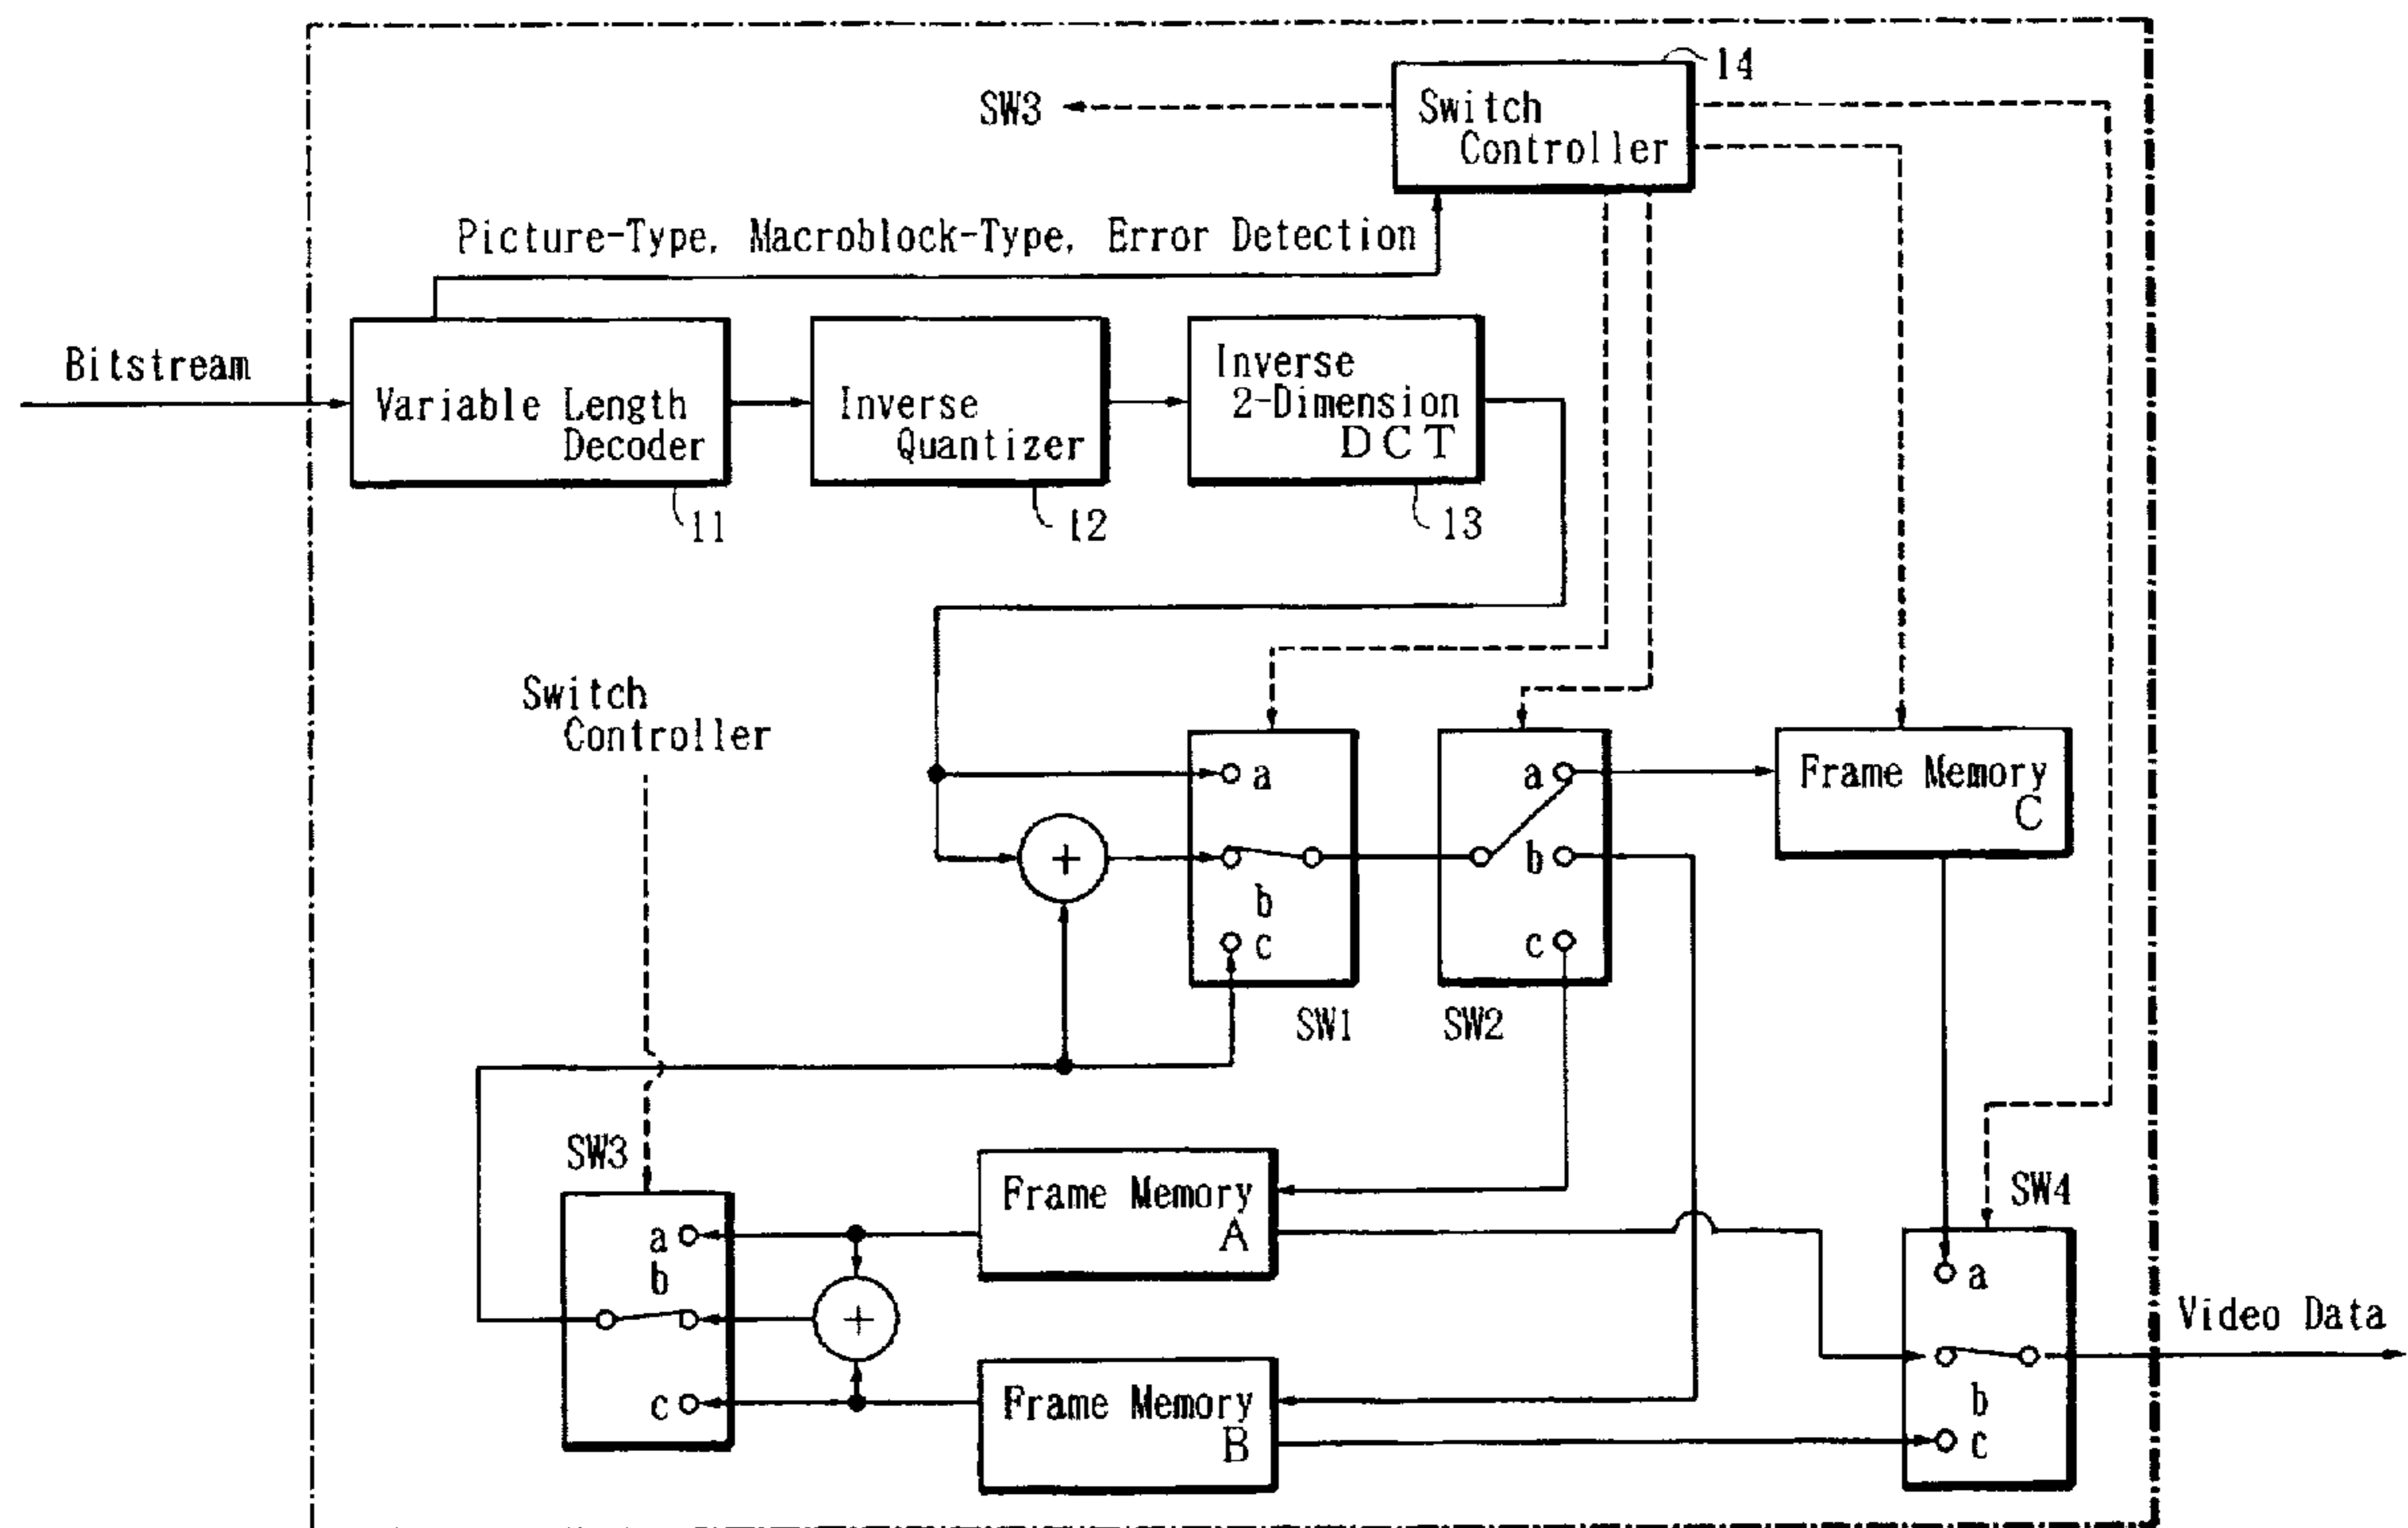 14
SW3
Switch
Controller
Picture-Type, Macroblock-Type, Error Detection
Bitstream
Variable Length
Decoder
Inverse
Quantizer
Inverse
2-Dimension
DCT
11
12
13
Switch
Controller
a
b
c
SW1
a
b
c
SW2
Frame Memory
C
+
SW3
a
b
c
+
Frame Memory
A
Frame Memory
B
SW4
a
b
c
Video Data